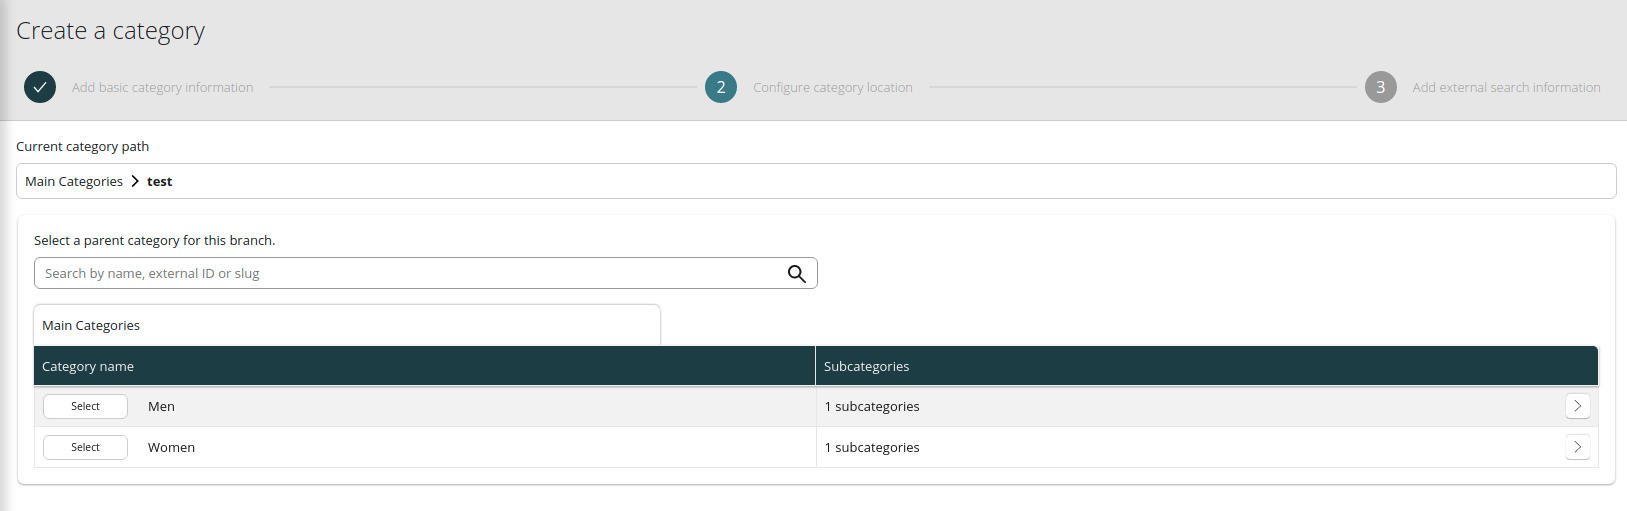 Create a category
Add basic category information
2 Configure category location
3 Add external search information
Current category path
Main Categories test
Select a parent category for this branch.
Search by name, external ID or slug
Main Categories
Category name Subcategories
Select Men 1 subcategories
Select Women 1 subcategories